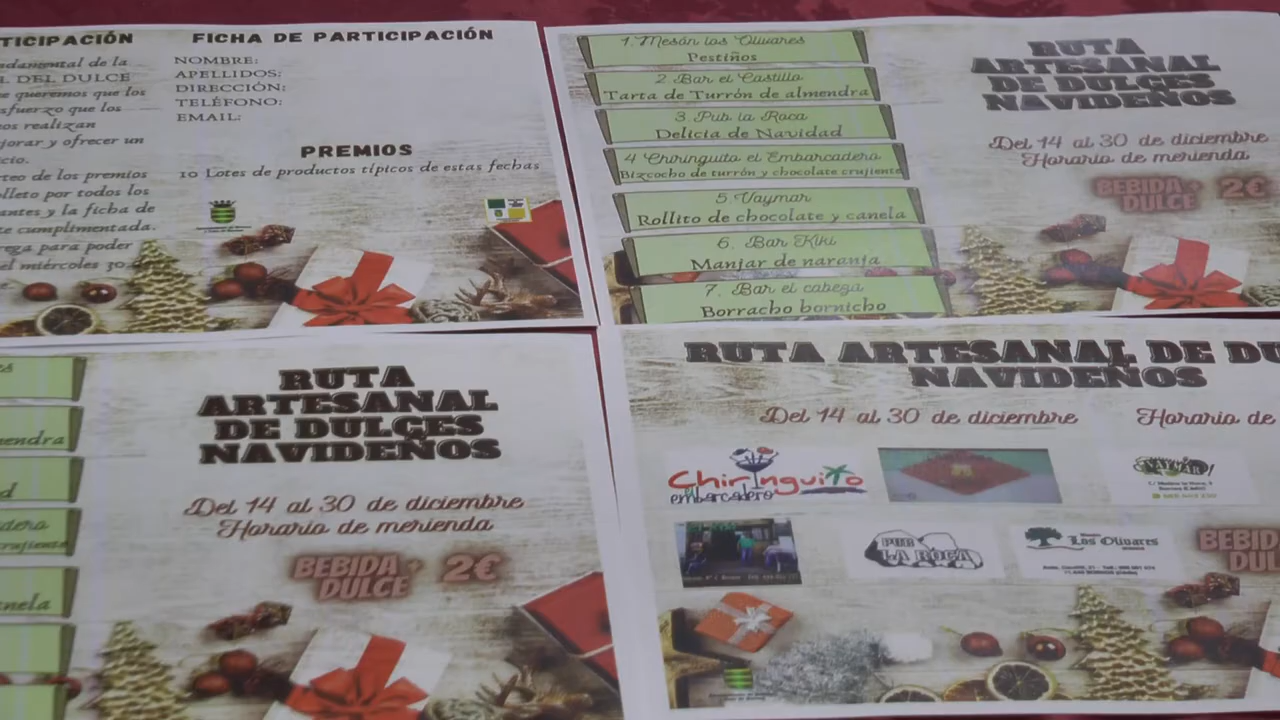 TICIPACIÓN
ndamental de la
L DEL DULCE
e queremos que los
sfuerzo que los
os realizan
jorar y ofrecer un
cio.
teo de los premios
lleto por todos los
antes y la ficha de
te cumplimentada.
reza para poder
el miércoles 30
FICHA DE PARTICIPACIÓN
NOMBRE:
APELLIDOS:
DIRECCIÓN:
TELÉFONO:
EMAIL:
PREMIOS
10 Lotes de productos típicos de estas fechas
1. Mesón los Olivares
Pestiños
2. Bar el Castillo
Tarta de Turrón de almendra
3. Pub la Roca
Delicia de Navidad
4 Chiringuito el Embarcadero
Bizcocho de turrón y chocolate crujiente
5. Vaymar
Rollito de chocolate y canela
6. Bar Kiki
Manjar de naranja
7. Bar el cabeza
Borracho bornicho
RUTA
ARTESANAL
DE DULCES
NAVIDEÑOS
Del 14 al 30 de diciembre
Horario de merienda
BEBIDA + 2€
DULCE
es
mendra
d
adero
crujiente
nela
RUTA
ARTESANAL
DE DULCES
NAVIDEÑOS
Del 14 al 30 de diciembre
Horario de merienda
BEBIDA + 2€
DULCE
RUTA ARTESANAL DE DU
NAVIDEÑOS
Del 14 al 30 de diciembre Horario de
Chiringuito
embarcadero
VAYMAR
PUB
LA ROCA
Los Olivares
BEBID
DUL